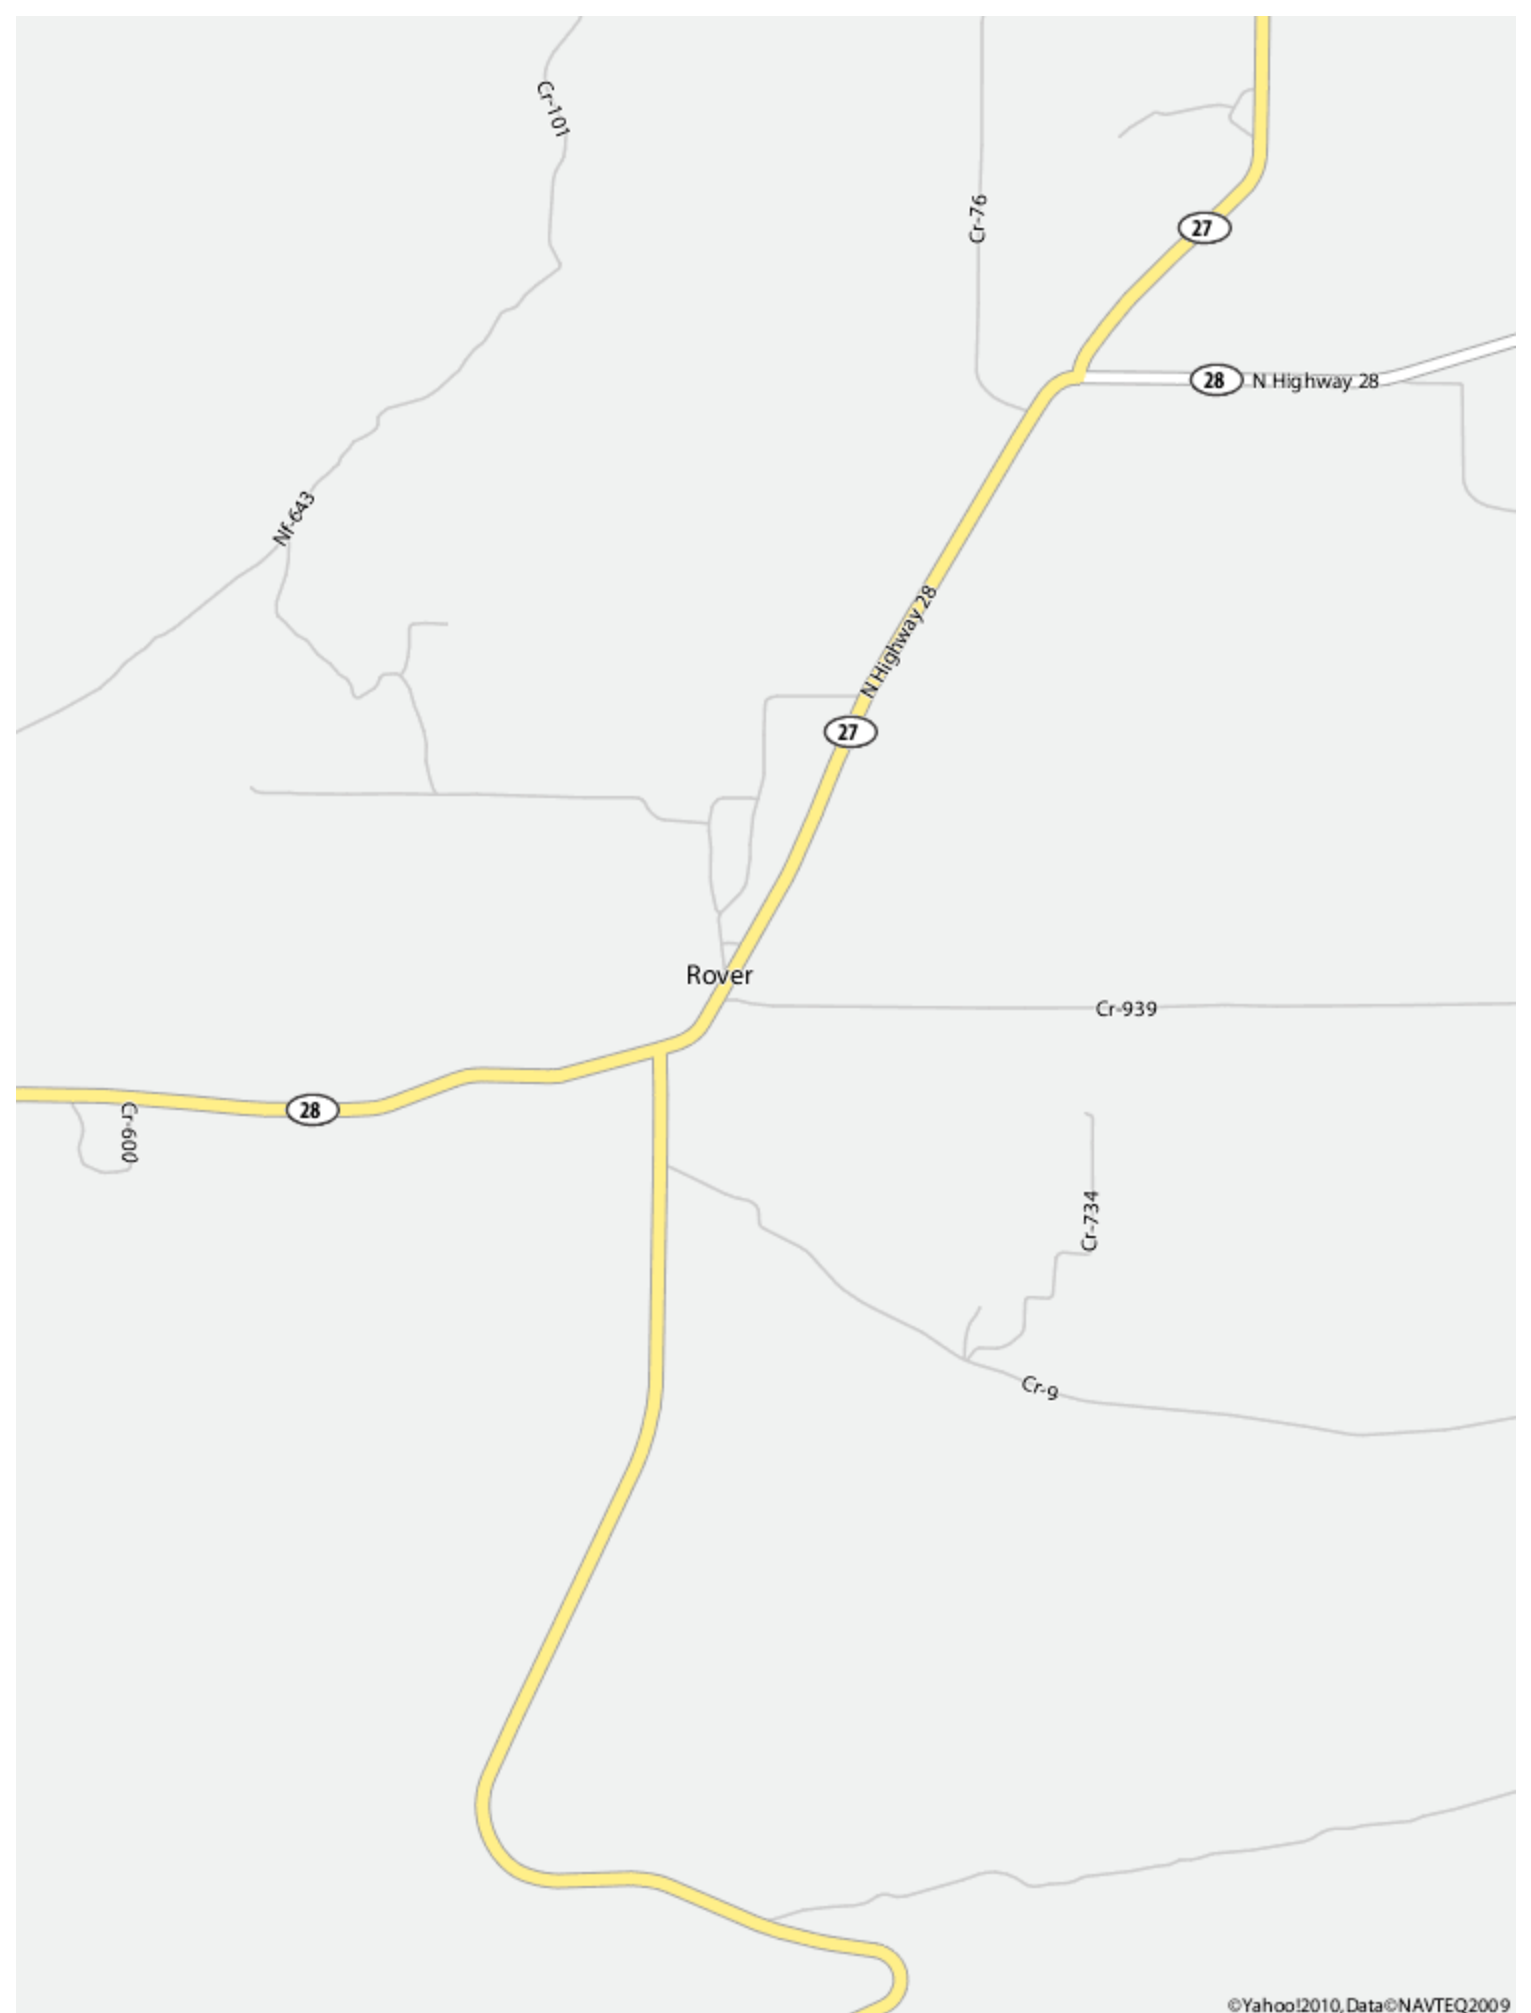 Cr-101
Cr-76
27
28
N Highway 28
Nf-643
N Highway 28
27
Rover
Cr-939
28
Cr-600
Cr-734
Cr-9
©Yahoo!2010, Data©NAVTEQ2009